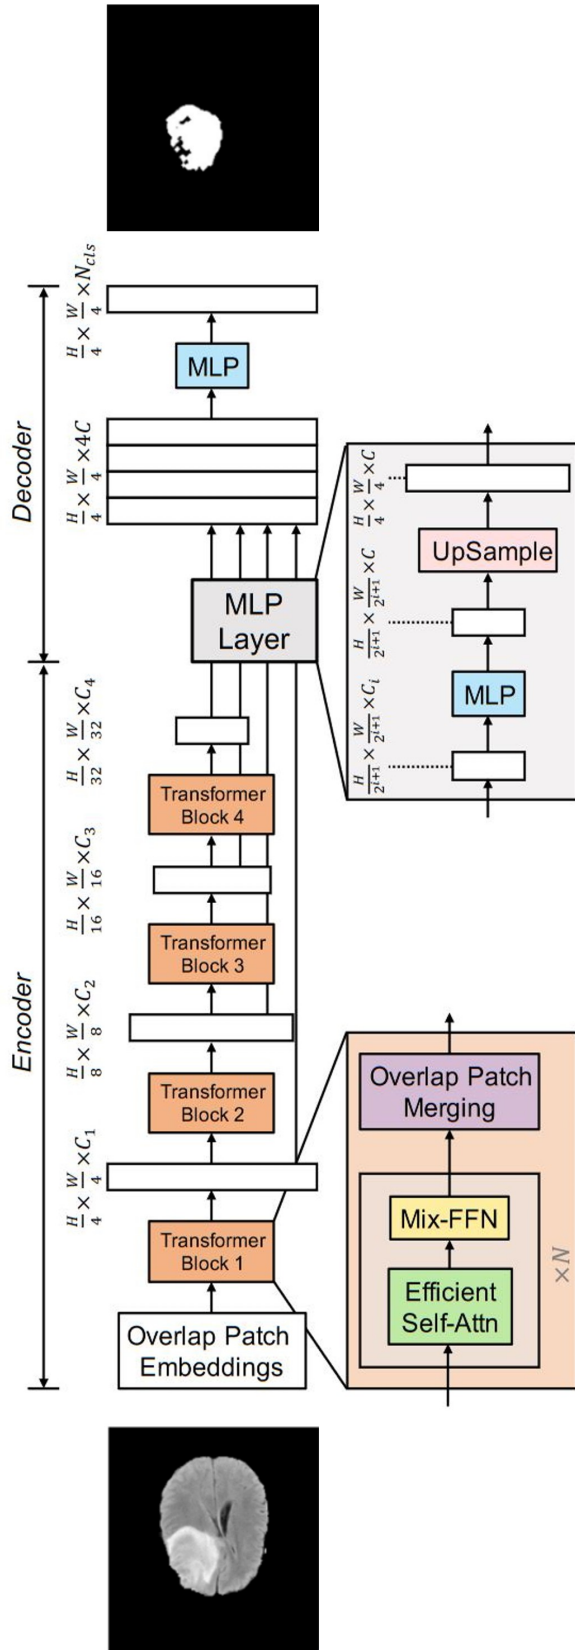 Decoder
Encoder
H/4 × W/4 × N_cls
MLP
H/4 × W/4 × 4C
MLP
Layer
H/32 × W/32 × C_4
Transformer
Block 4
H/16 × W/16 × C_3
Transformer
Block 3
H/8 × W/8 × C_2
Transformer
Block 2
H/4 × W/4 × C_1
Transformer
Block 1
Overlap Patch
Embeddings
H/4 × W/4 × C
UpSample
H/2^{i+1} × W/2^{i+1} × C
MLP
H/2^{i+1} × W/2^{i+1} × C_i
Overlap Patch
Merging
Mix-FFN
Efficient
Self-Attn
×N